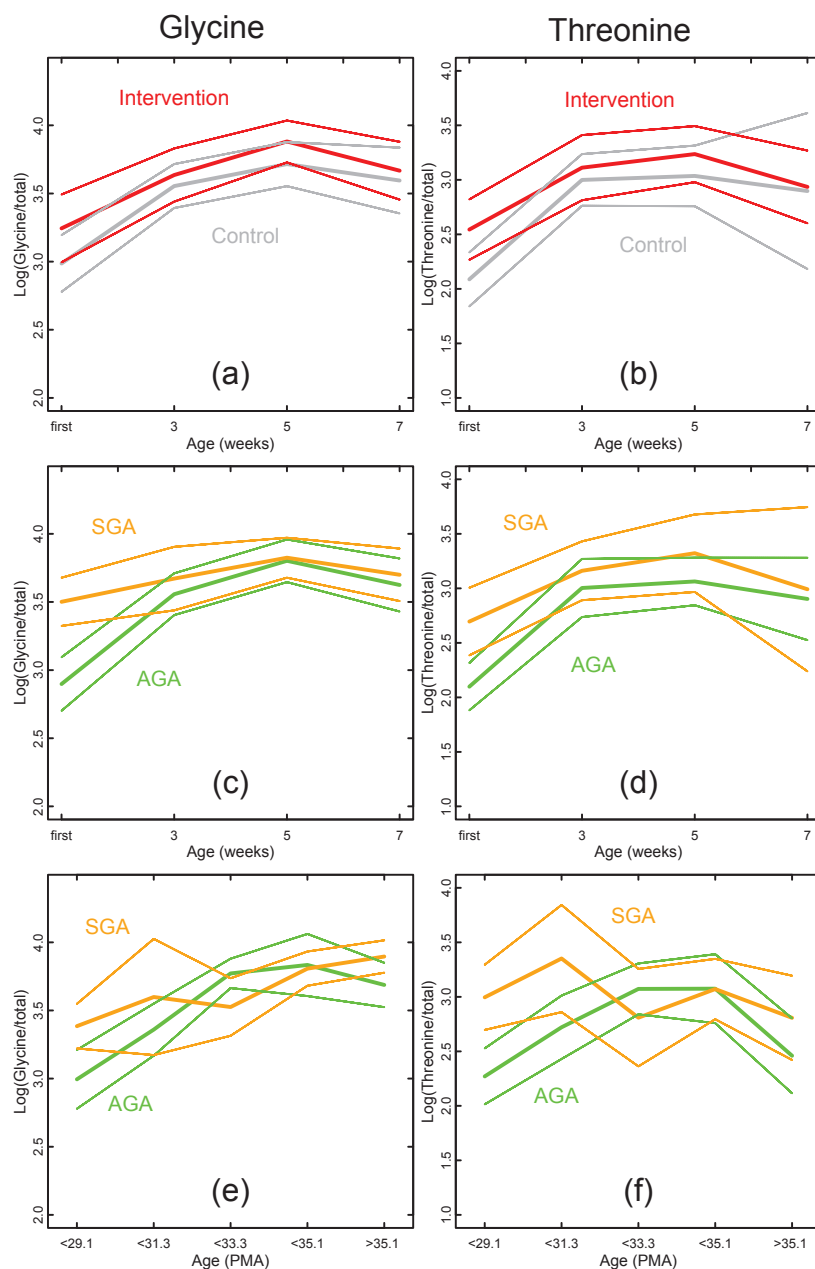 Glycine Threonine
Log(Glycine/total)
2.0 2.5 3.0 3.5 4.0
Intervention
Control
(a)
first 3 5 7
Age (weeks)
Log(Threonine/total)
1.0 1.5 2.0 2.5 3.0 3.5 4.0
Intervention
Control
(b)
first 3 5 7
Age (weeks)
Log(Glycine/total)
2.0 2.5 3.0 3.5 4.0
SGA
AGA
(c)
first 3 5 7
Age (weeks)
Log(Threonine/total)
1.0 1.5 2.0 2.5 3.0 3.5 4.0
SGA
AGA
(d)
first 3 5 7
Age (weeks)
Log(Glycine/total)
2.0 2.5 3.0 3.5 4.0
SGA
AGA
(e)
<29.1 <31.3 <33.3 <35.1 >35.1
Age (PMA)
Log(Threonine/total)
1.0 1.5 2.0 2.5 3.0 3.5 4.0
SGA
AGA
(f)
<29.1 <31.3 <33.3 <35.1 >35.1
Age (PMA)